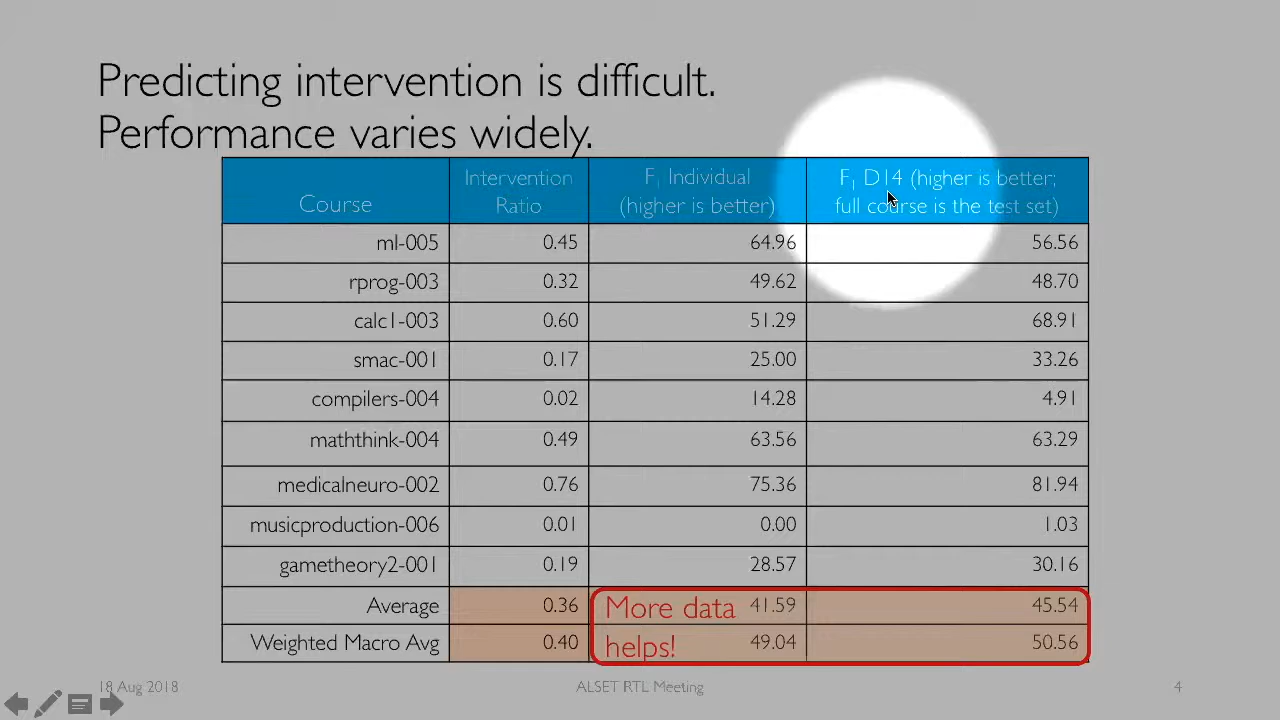 Predicting intervention is difficult.
Performance varies widely.
Course Intervention Ratio F1 Individual (higher is better) F1 D14 (higher is better; full course is the test set)
ml-005 0.45 64.96 56.56
rprog-003 0.32 49.62 48.70
calc1-003 0.60 51.29 68.91
smac-001 0.17 25.00 33.26
compilers-004 0.02 14.28 4.91
maththink-004 0.49 63.56 63.29
medicalneuro-002 0.76 75.36 81.94
musicproduction-006 0.01 0.00 1.03
gametheory2-001 0.19 28.57 30.16
Average 0.36 41.59 45.54
Weighted Macro Avg 0.40 49.04 50.56
More data
helps!
18 Aug 2018 ALSET RTL Meeting 4